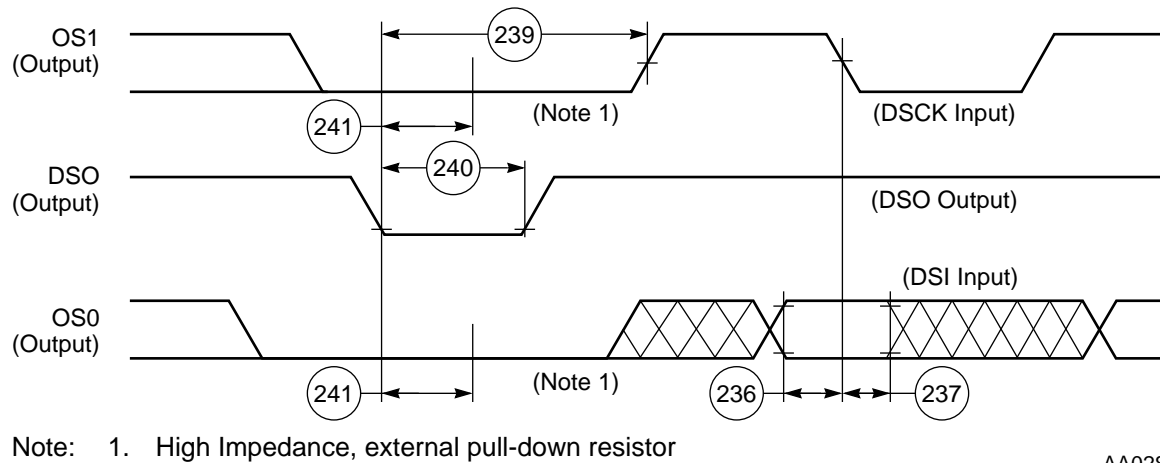 OS1
(Output)
239
(Note 1)
(DSCK Input)
241
240
DSO
(Output)
(DSO Output)
(DSI Input)
OS0
(Output)
241
(Note 1)
236
237
Note: 1. High Impedance, external pull-down resistor